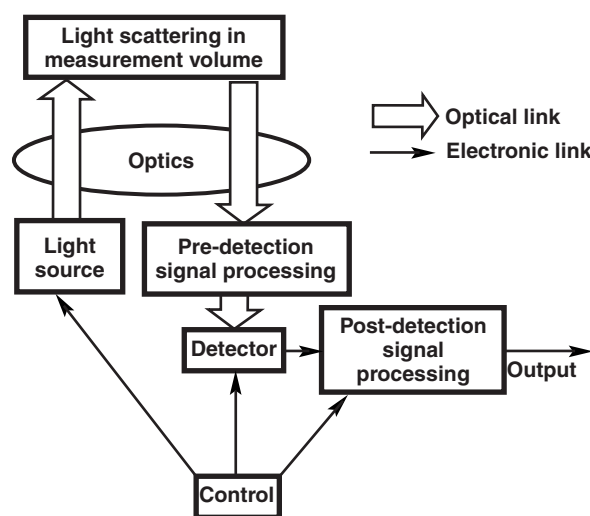 Light scattering in
measurement volume
Optical link
Electronic link
Optics
Light
source
Pre-detection
signal processing
Detector
Post-detection
signal
processing
Output
Control